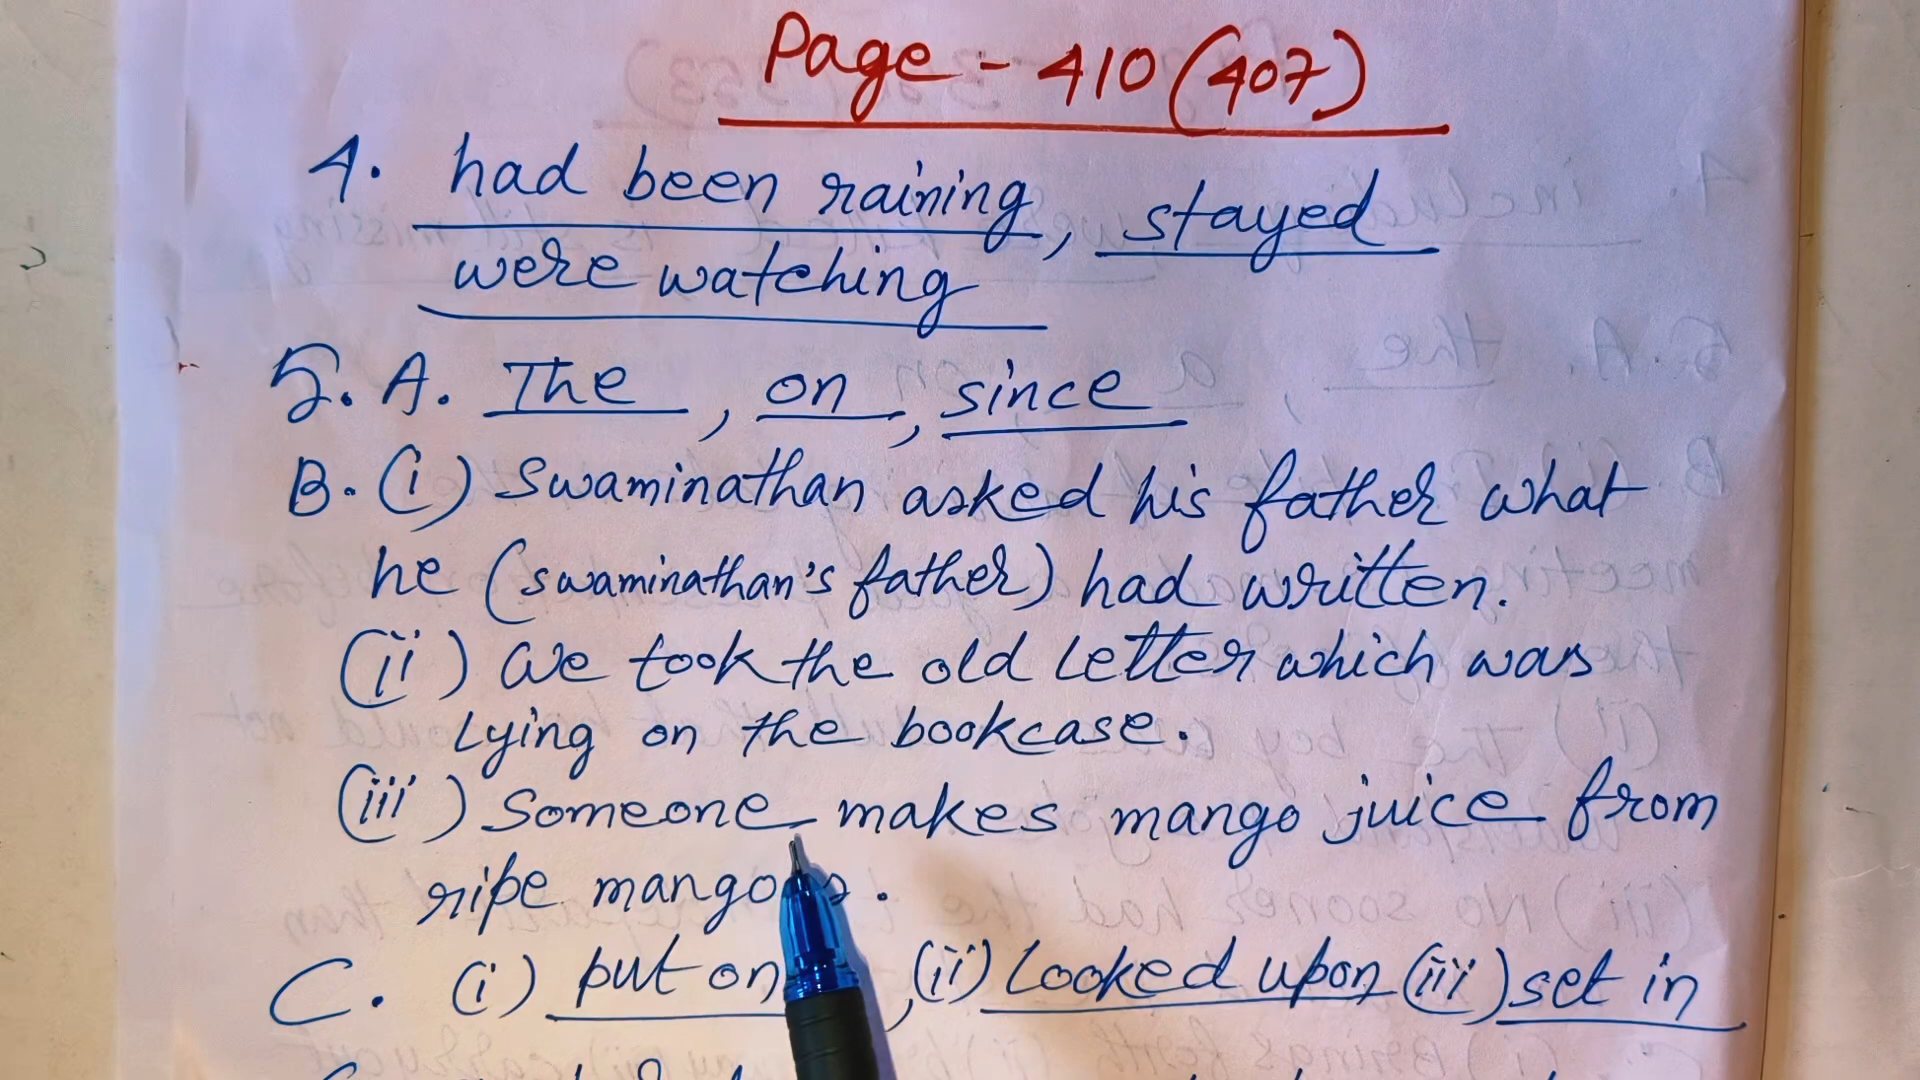 Page - 410 (407)
4. had been raining, stayed
were watching
5. A. The, on, since
B. (i) Swaminathan asked his father what
he (swaminathan's father) had written.
(ii) We took the old letter which was
lying on the bookcase.
(iii) Someone makes mango juice from
ripe
C. (i) put on, (ii) looked upon (iii) set in